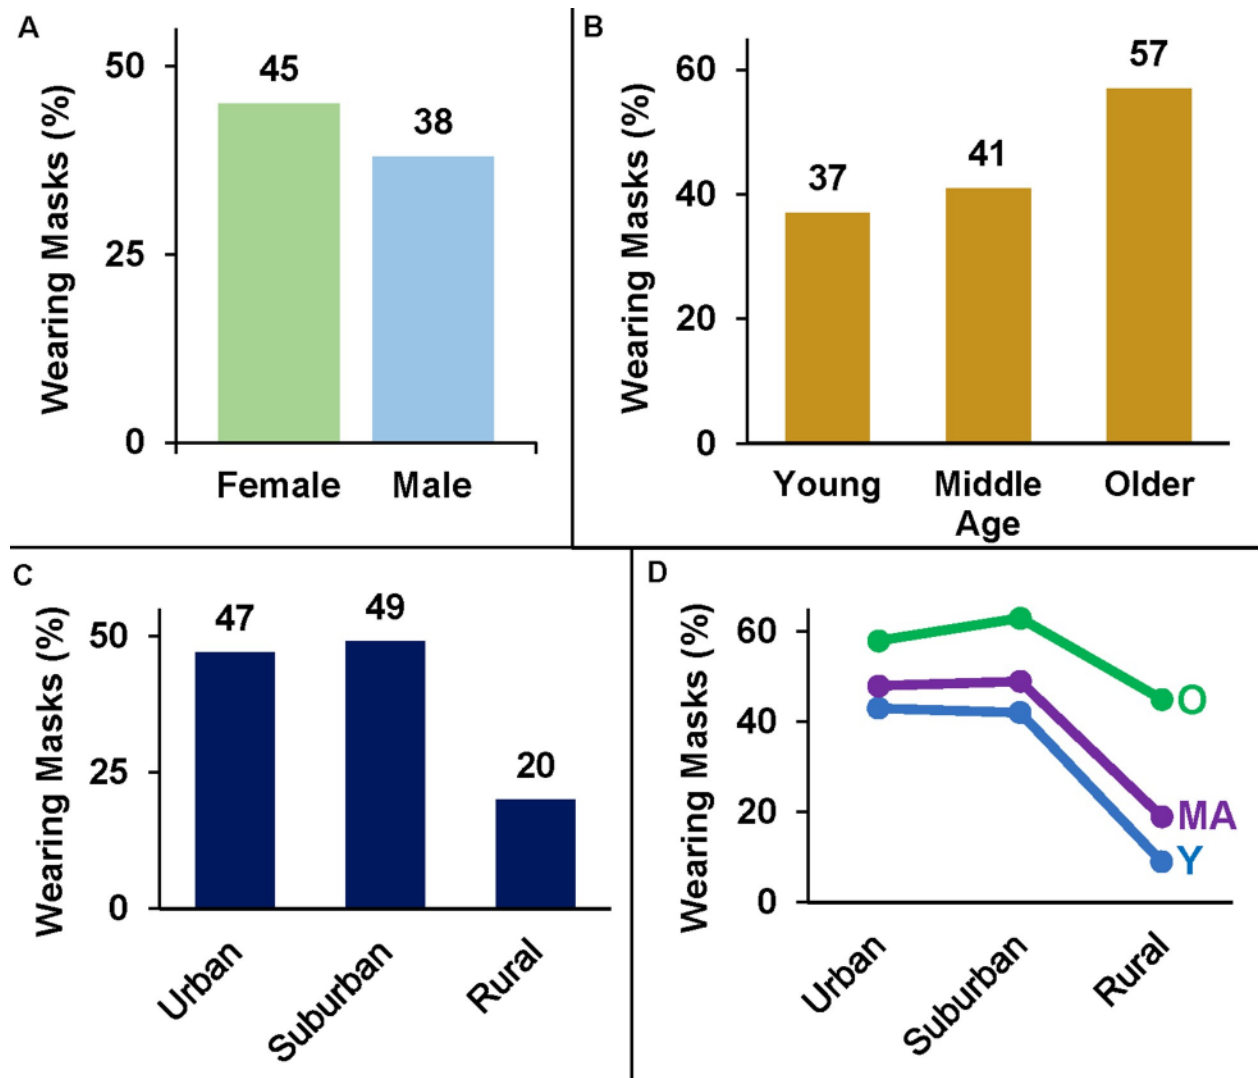 A
Wearing Masks (%)
50
25
0
45
38
Female
Male
B
Wearing Masks (%)
60
40
20
0
37
41
57
Young
Middle
Age
Older
C
Wearing Masks (%)
50
25
0
47
49
20
Urban
Suburban
Rural
D
Wearing Masks (%)
60
40
20
0
O
MA
Y
Urban
Suburban
Rural